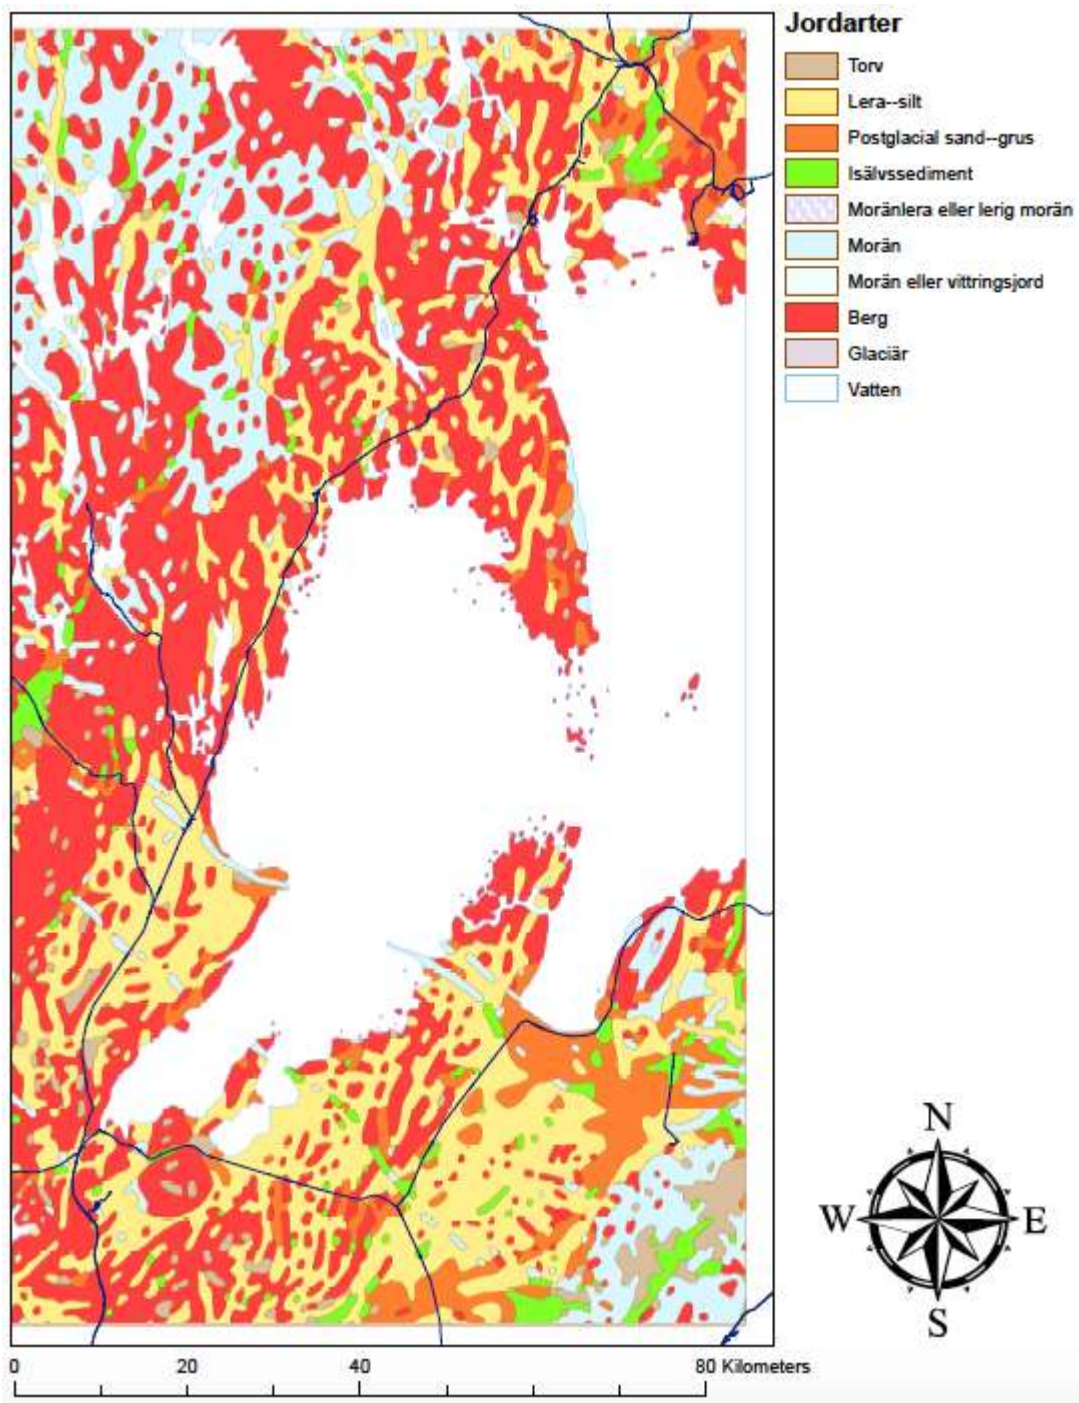 Jordarter
Torv
Lera--silt
Postglacial sand--grus
Isälvssediment
Moränlera eller lerig morän
Morän
Morän eller vittringsjord
Berg
Glaciär
Vatten
N
W E
S
0 20 40 80 Kilometers